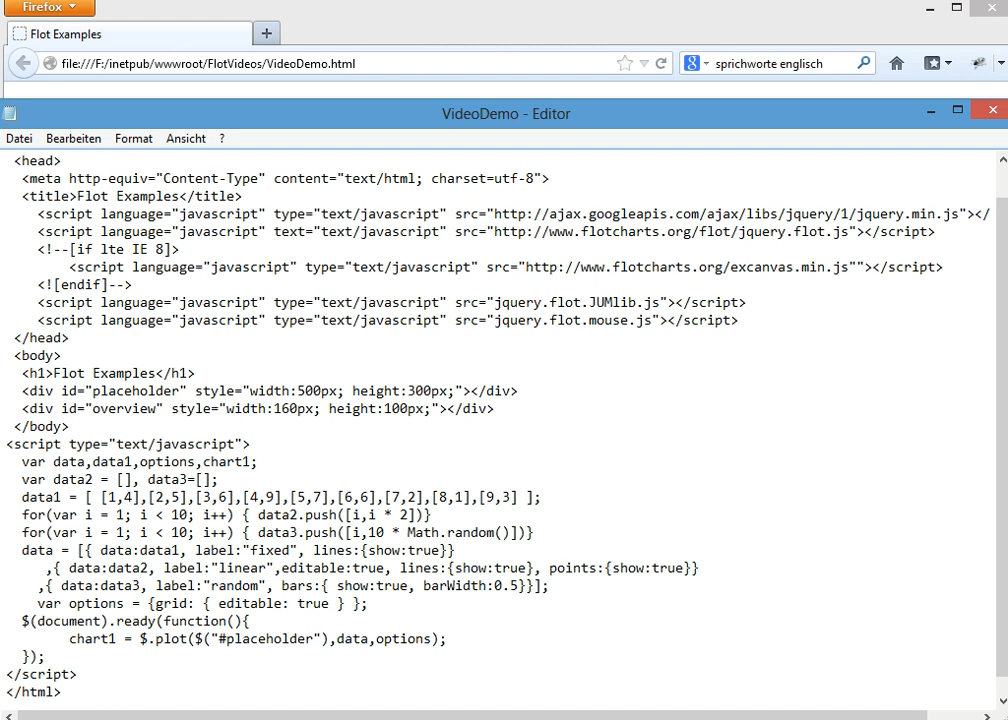 Firefox
Flot Examples
file:///F:/inetpub/wwwroot/FlotVideos/VideoDemo.html
sprichworte englisch
VideoDemo - Editor
Datei Bearbeiten Format Ansicht ?
<head>
<meta http-equiv="Content-Type" content="text/html; charset=utf-8">
<title>Flot Examples</title>
<script language="javascript" type="text/javascript" src="http://ajax.googleapis.com/ajax/libs/jquery/1/jquery.min.js"></
<script language="javascript" text="text/javascript" src="http://www.flotcharts.org/flot/jquery.flot.js"></script>
<!--[if lte IE 8]>
<script language="javascript" type="text/javascript" src="http://www.flotcharts.org/excanvas.min.js""></script>
<![endif]-->
<script language="javascript" type="text/javascript" src="jquery.flot.JUMlib.js"></script>
<script language="javascript" type="text/javascript" src="jquery.flot.mouse.js"></script>
</head>
<body>
<h1>Flot Examples</h1>
<div id="placeholder" style="width:500px; height:300px;"></div>
<div id="overview" style="width:160px; height:100px;"></div>
</body>
<script type="text/javascript">
var data,data1,options,chart1;
var data2 = [], data3=[];
data1 = [ [1,4],[2,5],[3,6],[4,9],[5,7],[6,6],[7,2],[8,1],[9,3] ];
for(var i = 1; i < 10; i++) { data2.push([i,i * 2])}
for(var i = 1; i < 10; i++) { data3.push([i,10 * Math.random()])}
data = [{ data:data1, label:"fixed", lines:{show:true}}
,{ data:data2, label:"linear",editable:true, lines:{show:true}, points:{show:true}}
,{ data:data3, label:"random", bars:{ show:true, barWidth:0.5}}];
var options = {grid: { editable: true } };
$(document).ready(function(){
chart1 = $.plot($("#placeholder"),data,options);
});
</script>
</html>